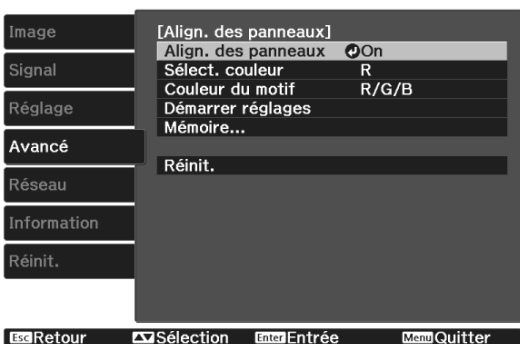 Image
Signal
Réglage
Avancé
Réseau
Information
Réinit.
[Align. des panneaux]
Align. des panneaux On
Sélect. couleur R
Couleur du motif R/G/B
Démarrer réglages
Mémoire...
Réinit.
Esc Retour Sélection Enter Entrée Menu Quitter